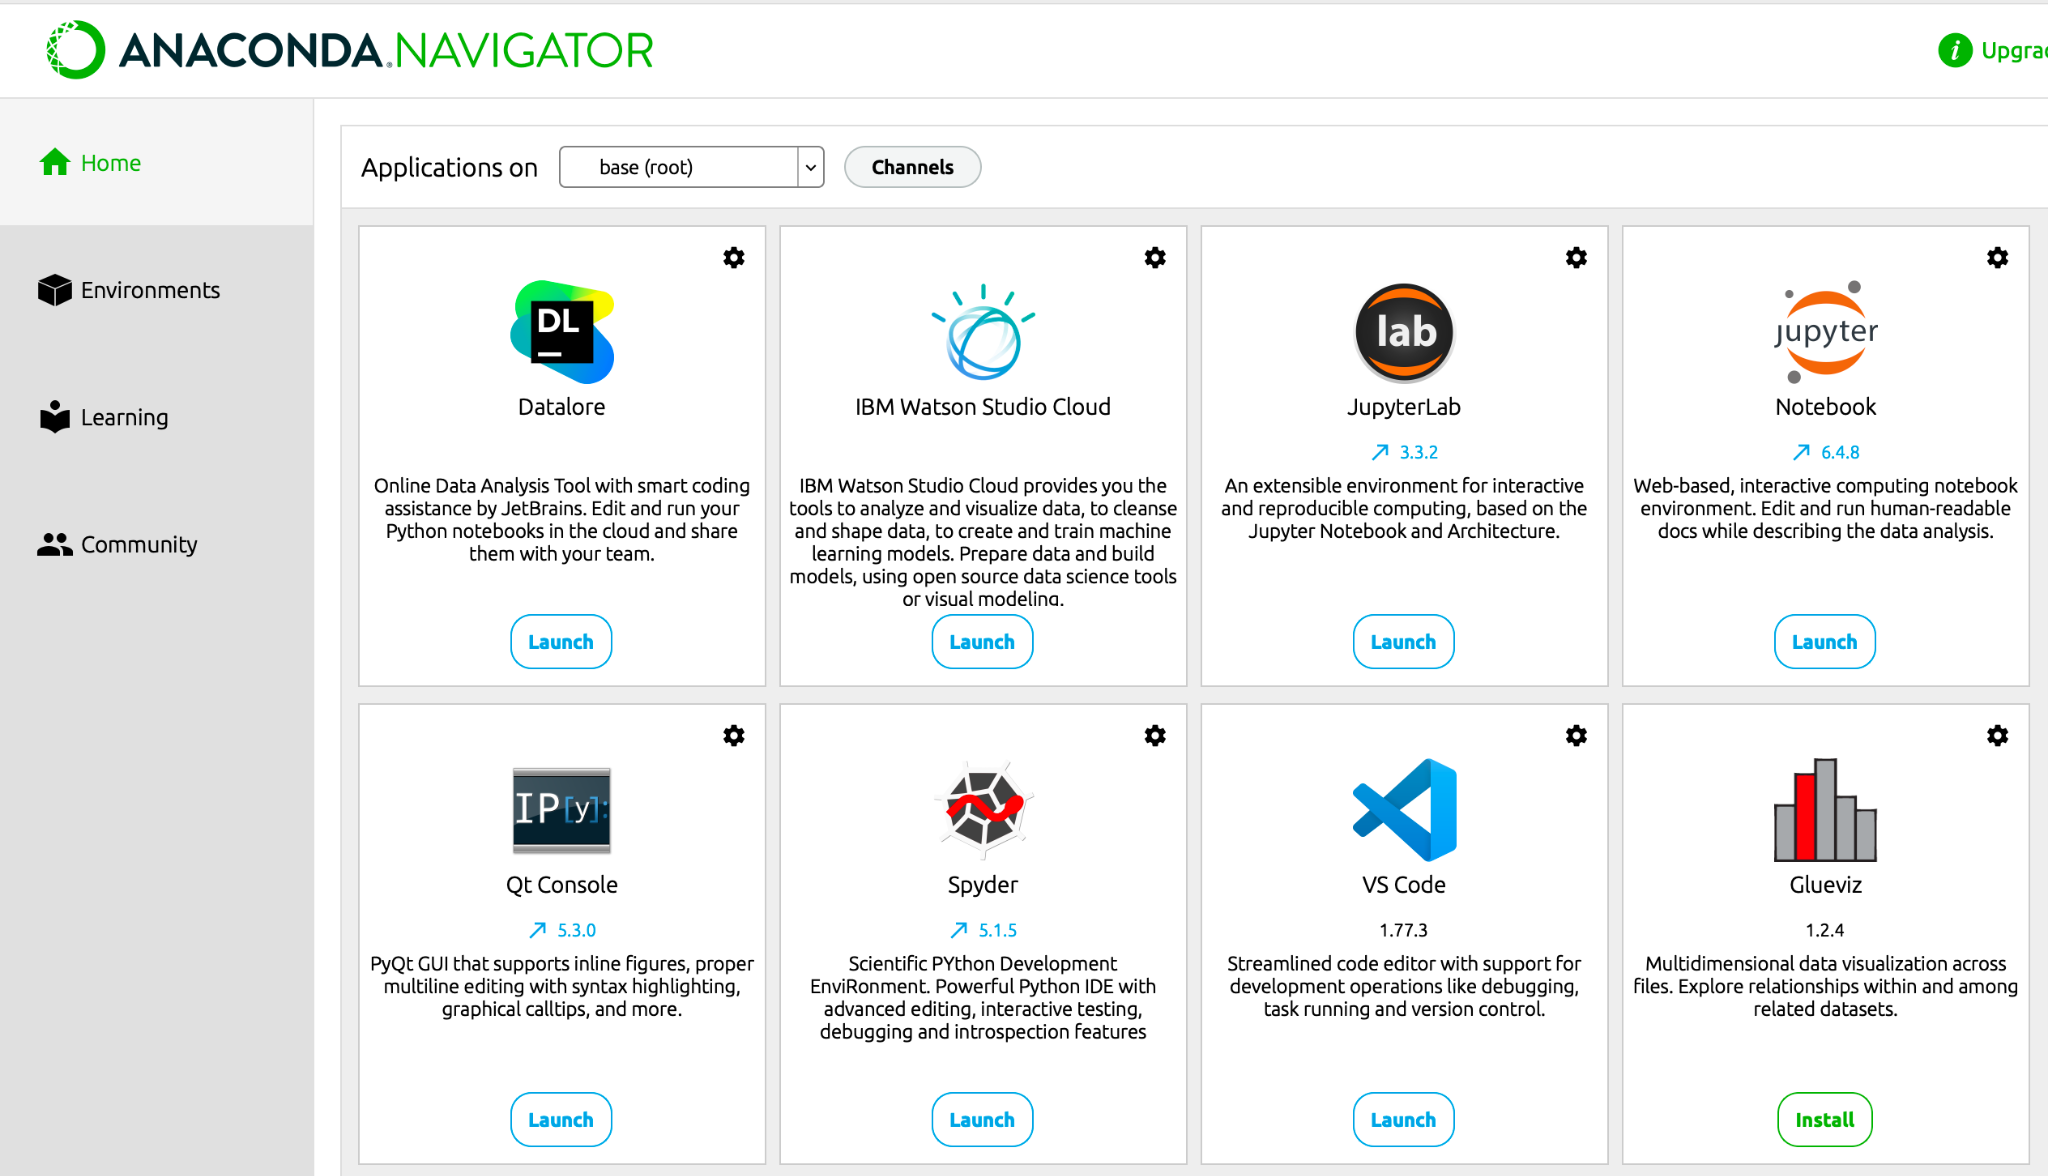 ANACONDA.NAVIGATOR
Upgra
Home
Environments
Learning
Community
Applications on
base (root)
Channels
DL
Datalore
Online Data Analysis Tool with smart coding
assistance by JetBrains. Edit and run your
Python notebooks in the cloud and share
them with your team.
Launch
IBM Watson Studio Cloud
IBM Watson Studio Cloud provides you the
tools to analyze and visualize data, to cleanse
and shape data, to create and train machine
learning models. Prepare data and build
models, using open source data science tools
or visual modeling.
Launch
lab
JupyterLab
3.3.2
An extensible environment for interactive
and reproducible computing, based on the
Jupyter Notebook and Architecture.
Launch
jupyter
Notebook
6.4.8
Web-based, interactive computing notebook
environment. Edit and run human-readable
docs while describing the data analysis.
Launch
IP[y]:
Qt Console
5.3.0
PyQt GUI that supports inline figures, proper
multiline editing with syntax highlighting,
graphical calltips, and more.
Launch
Spyder
5.1.5
Scientific PYthon Development
EnviRonment. Powerful Python IDE with
advanced editing, interactive testing,
debugging and introspection features
Launch
VS Code
1.77.3
Streamlined code editor with support for
development operations like debugging,
task running and version control.
Launch
Glueviz
1.2.4
Multidimensional data visualization across
files. Explore relationships within and among
related datasets.
Install